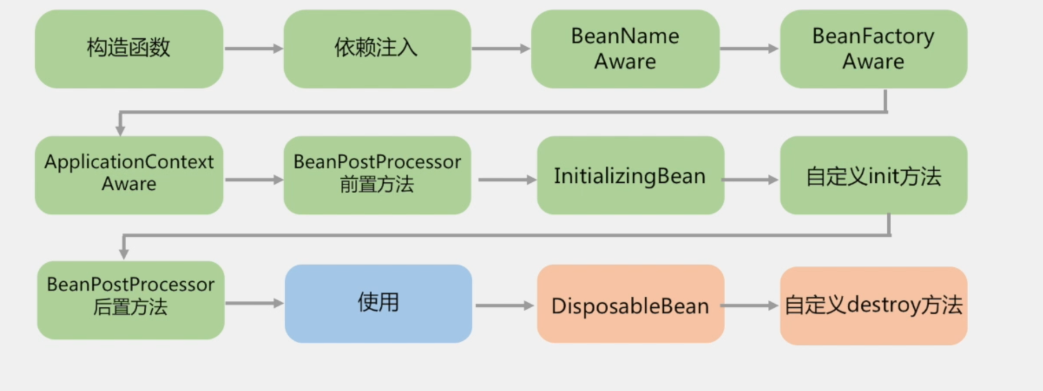 构造函数
依赖注入
BeanName
Aware
BeanFactory
Aware
ApplicationContext
Aware
BeanPostProcessor
前置方法
InitializingBean
自定义init方法
BeanPostProcessor
后置方法
使用
DisposableBean
自定义destroy方法